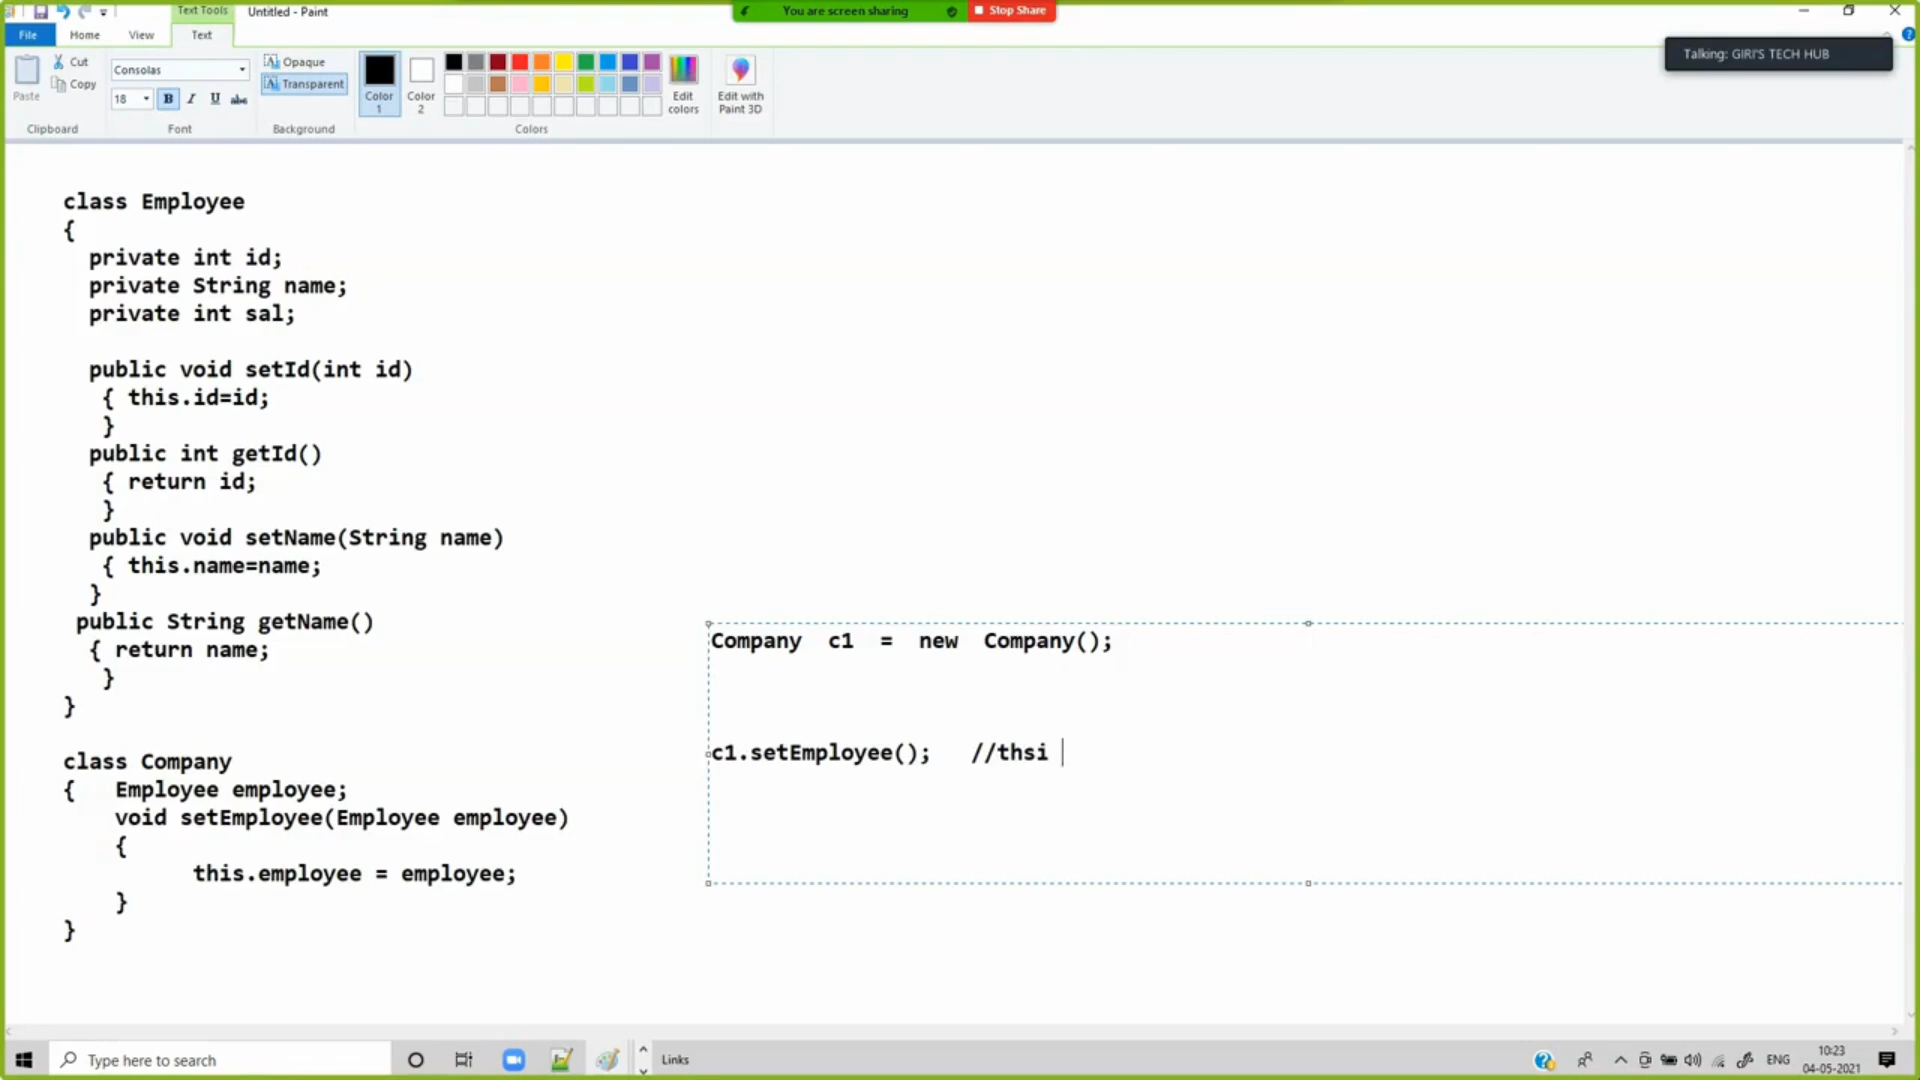 Text Tools Untitled - Paint You are screen sharing Stop Share
File Home View Text
Talking: GIRI'S TECH HUB
Paste Cut Copy Consolas 18 B I U abc Opaque Transparent Color 1 Color 2 Edit colors Edit with Paint 3D
Clipboard Font Background Colors
class Employee
{
private int id;
private String name;
private int sal;
public void setId(int id)
{ this.id=id;
}
public int getId()
{ return id;
}
public void setName(String name)
{ this.name=name;
}
public String getName()
{ return name;
}
}
class Company
{ Employee employee;
void setEmployee(Employee employee)
{
this.employee = employee;
}
}
Company c1 = new Company();
c1.setEmployee(); //thsi
Type here to search Links ENG 10:23
04-05-2021